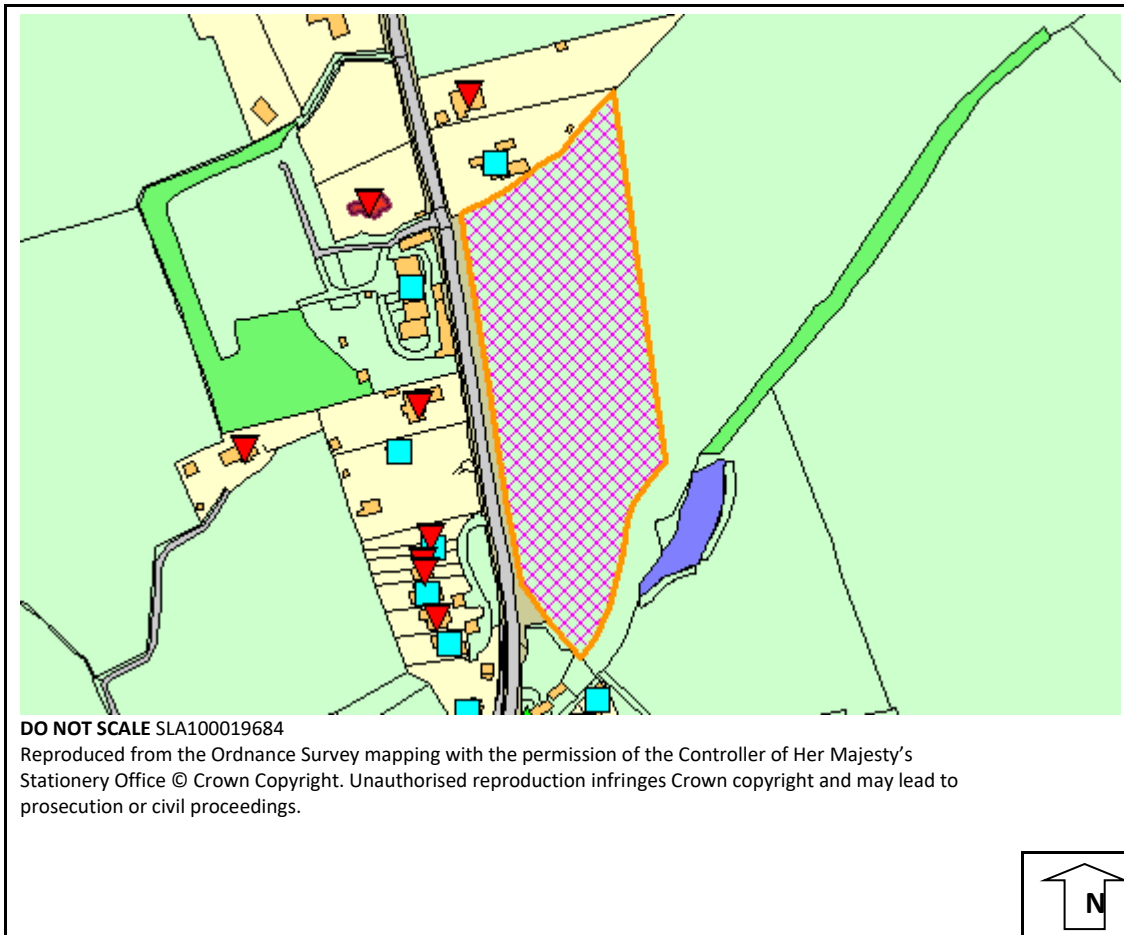 DO NOT SCALE SLA100019684
Reproduced from the Ordnance Survey mapping with the permission of the Controller of Her Majesty’s
Stationery Office © Crown Copyright. Unauthorised reproduction infringes Crown copyright and may lead to
prosecution or civil proceedings.
N